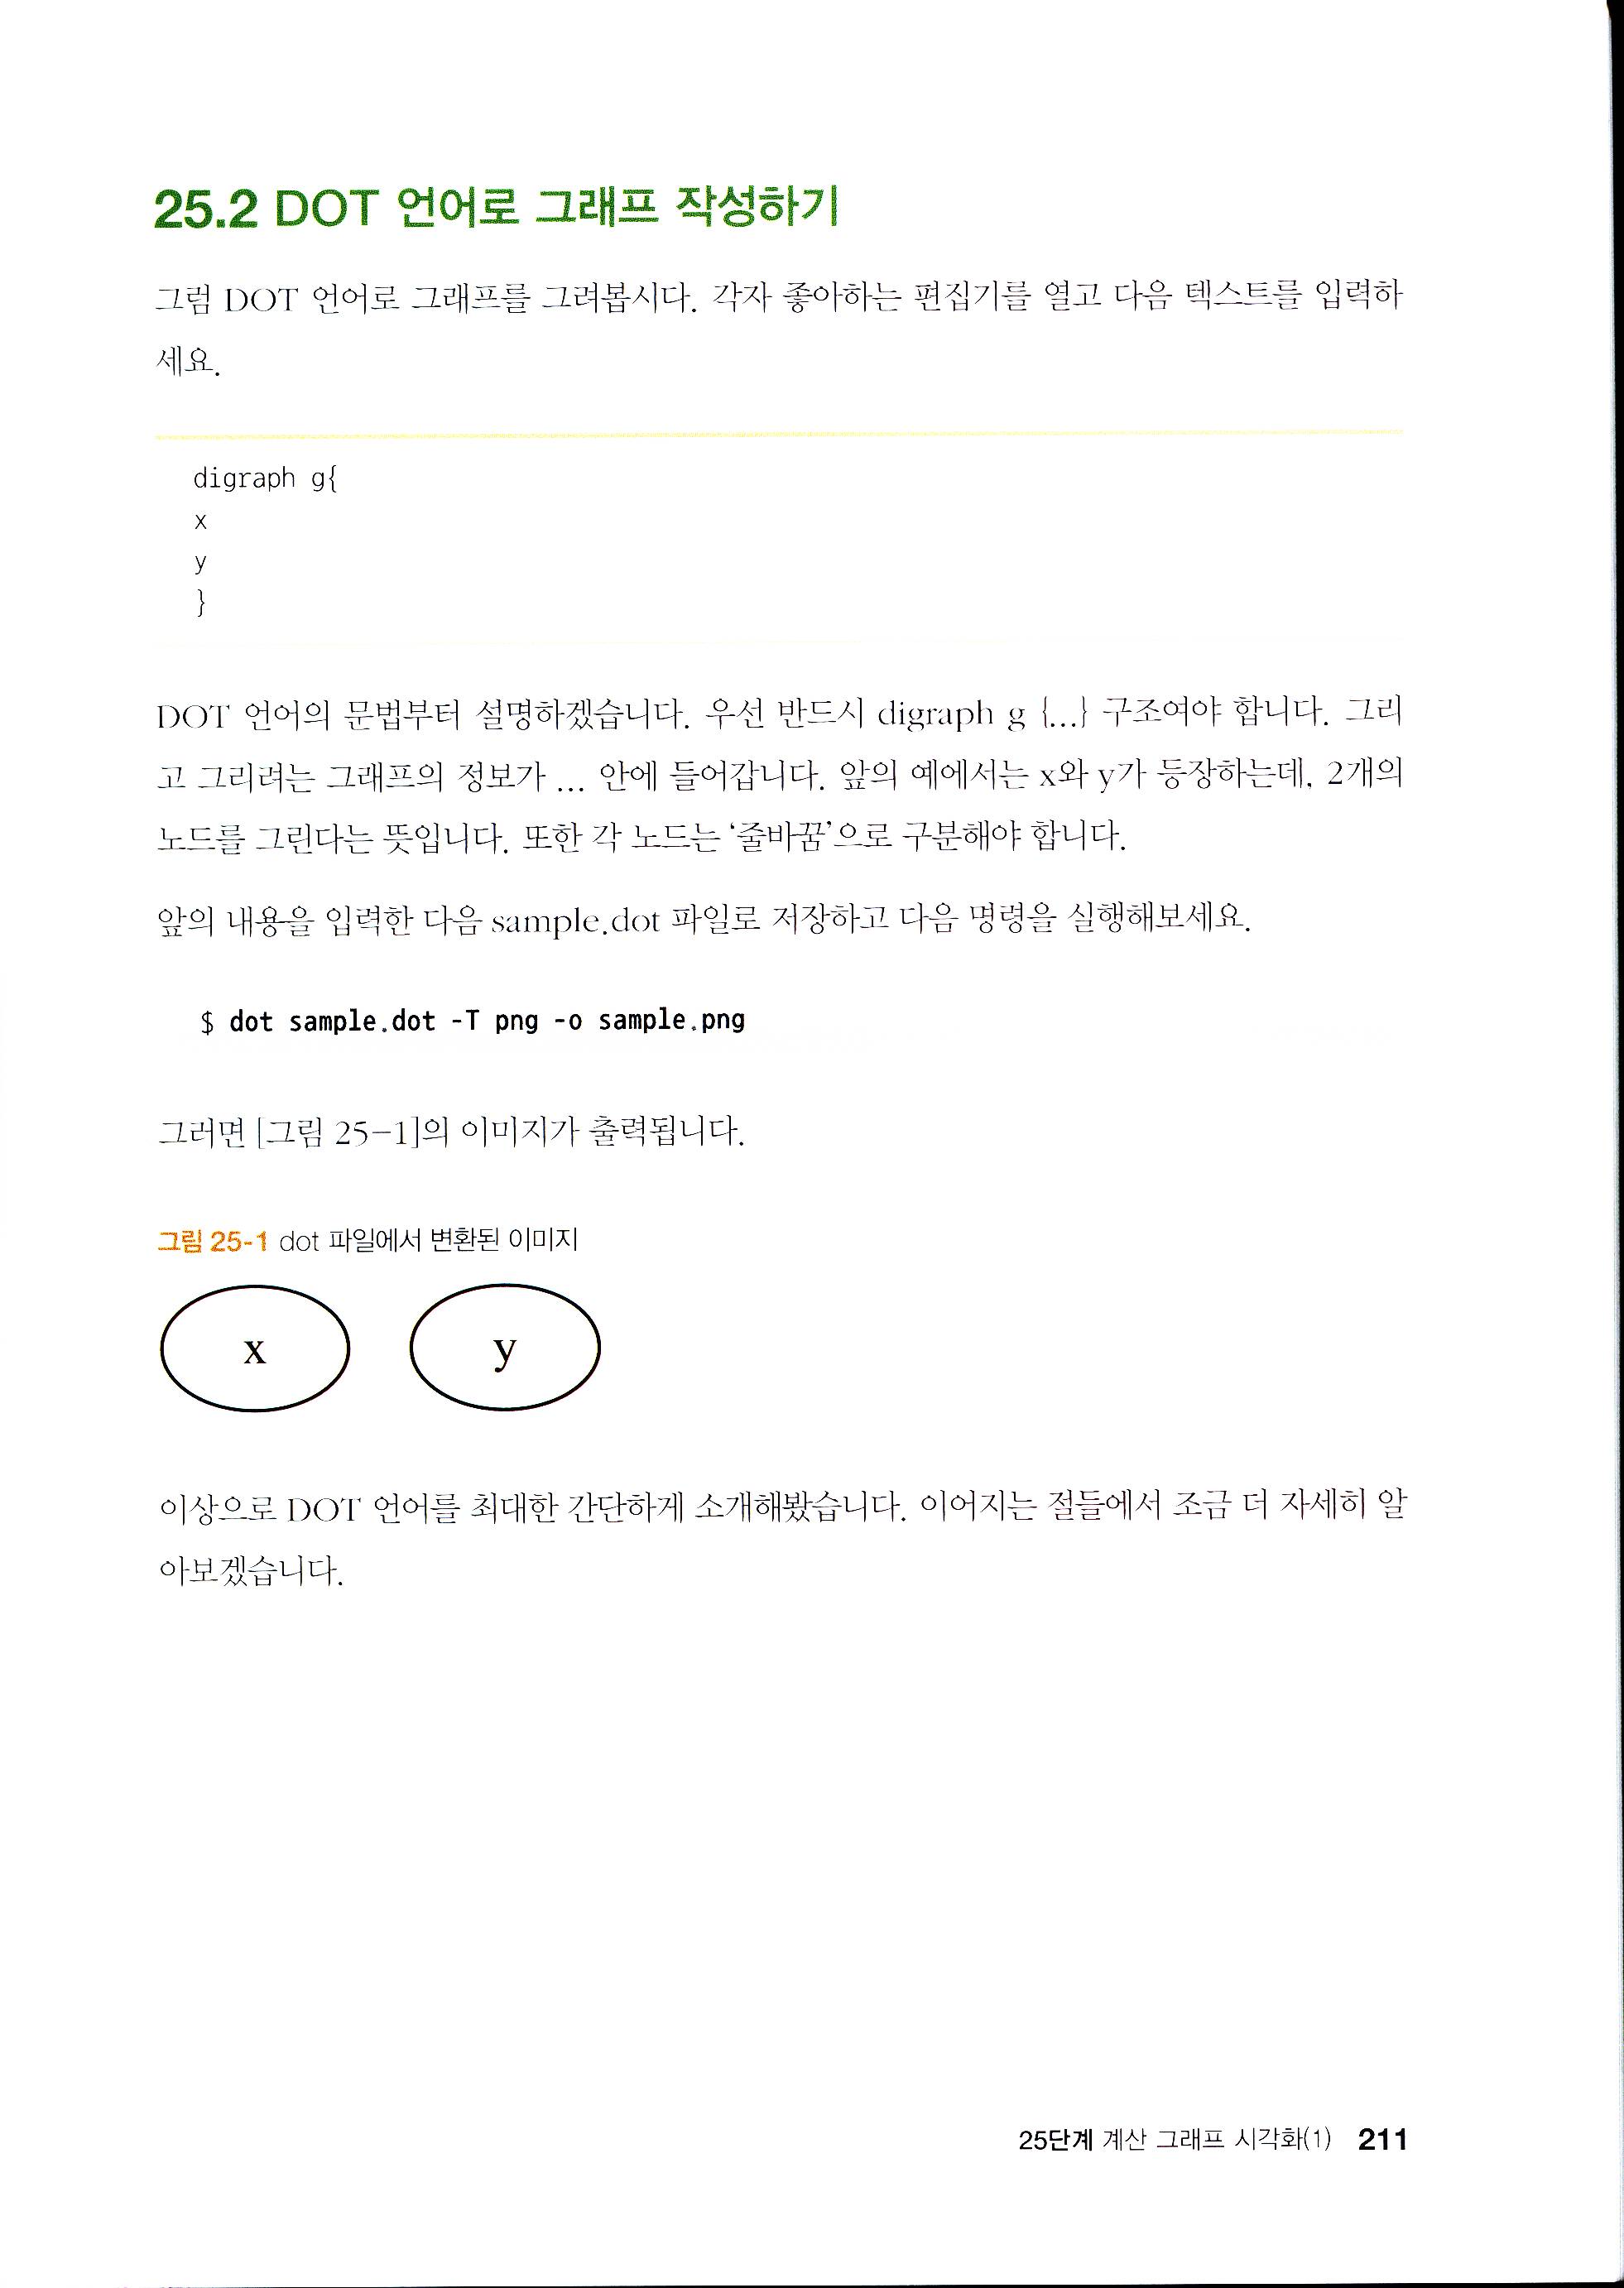 25.2 DOT 언어로 그래프 작성하기
그럼 DOT 언어로 그래프를 그려봅시다. 각자 좋아하는 편집기를 열고 다음 텍스트를 입력하
세요.
digraph g{
x
y
}
DOT 언어의 문법부터 설명하겠습니다. 우선 반드시 digraph g {...} 구조여야 합니다. 그리
고 그리려는 그래프의 정보가 ... 안에 들어갑니다. 앞의 예에서는 x와 y가 등장하는데, 2개의
노드를 그린다는 뜻입니다. 또한 각 노드는 ‘줄바꿈’으로 구분해야 합니다.
앞의 내용을 입력한 다음 sample.dot 파일로 저장하고 다음 명령을 실행해보세요.
$ dot sample.dot -T png -o sample.png
그러면 [그림 25-1]의 이미지가 출력됩니다.
그림 25-1 dot 파일에서 변환된 이미지
x y
이상으로 DOT 언어를 최대한 간단하게 소개해봤습니다. 이어지는 절들에서 조금 더 자세히 알
아보겠습니다.
25단계 계산 그래프 시각화(1) 211